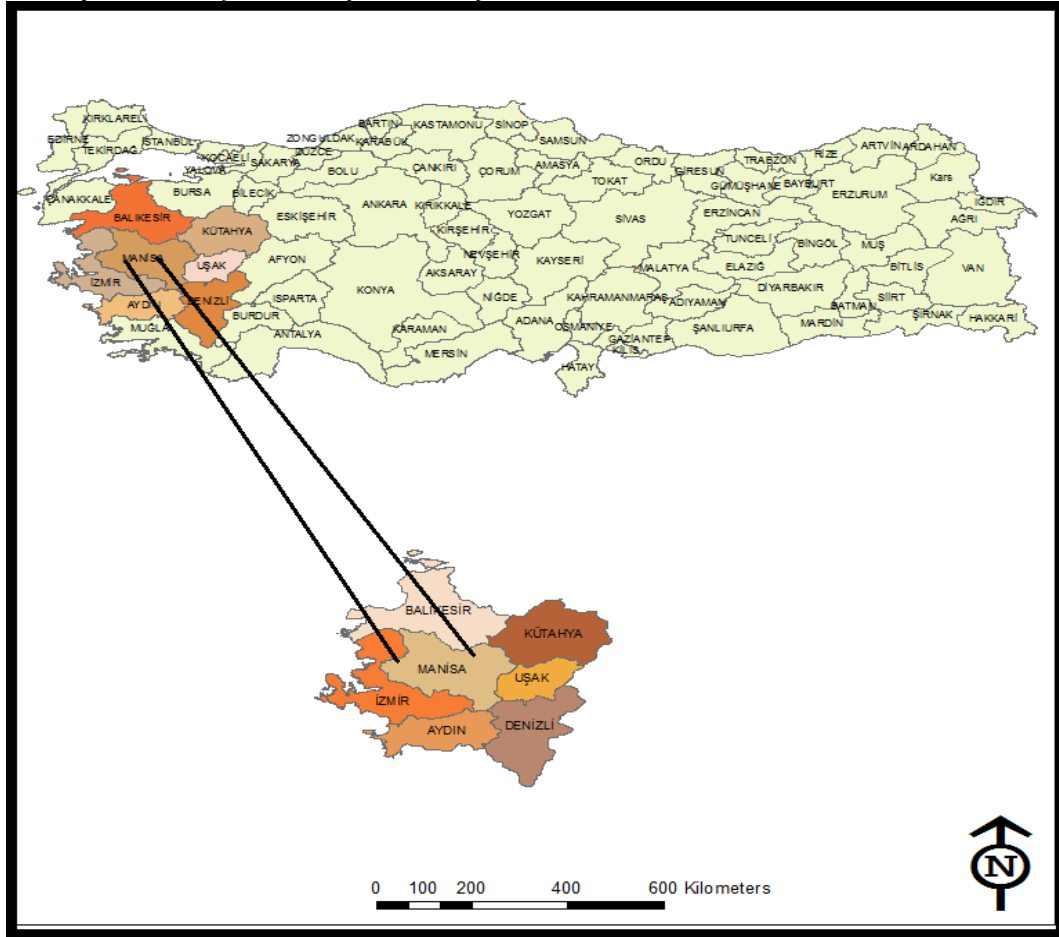 KIRKLARELİ
EDİRNE
TEKİRDAĞ
İSTANBUL
KOCAELİ
YALOVA
SAKARYA
DÜZCE
ZONGULDAK
BARTIN
KARABÜK
KASTAMONU
SİNOP
SAMSUN
ORDU
GİRESUN
TRABZON
RİZE
ARTVİN
ARDAHAN
ÇANAKKALE
BURSA
BİLECİK
BOLU
ÇANKIRI
ÇORUM
AMASYA
TOKAT
GÜMÜŞHANE
BAYBURT
ERZURUM
Kars
IĞDIR
AĞRI
BALIKESİR
KÜTAHYA
ESKİŞEHİR
ANKARA
KIRIKKALE
YOZGAT
SİVAS
ERZİNCAN
TUNCELİ
BİNGÖL
MUŞ
MANİSA
UŞAK
AFYON
KIRŞEHİR
NEVŞEHİR
KAYSERİ
MALATYA
ELAZIĞ
BİTLİS
VAN
İZMİR
AYDIN
DENİZLİ
ISPARTA
KONYA
AKSARAY
NİĞDE
KAHRAMANMARAŞ
ADIYAMAN
DİYARBAKIR
BATMAN
SİİRT
ŞIRNAK
HAKKARİ
MUĞLA
BURDUR
ANTALYA
KARAMAN
MERSİN
ADANA
OSMANİYE
GAZİANTEP
KİLİS
HATAY
ŞANLIURFA
MARDİN
BALIKESİR
KÜTAHYA
MANİSA
UŞAK
İZMİR
AYDIN
DENİZLİ
N
0 100 200 400 600 Kilometers